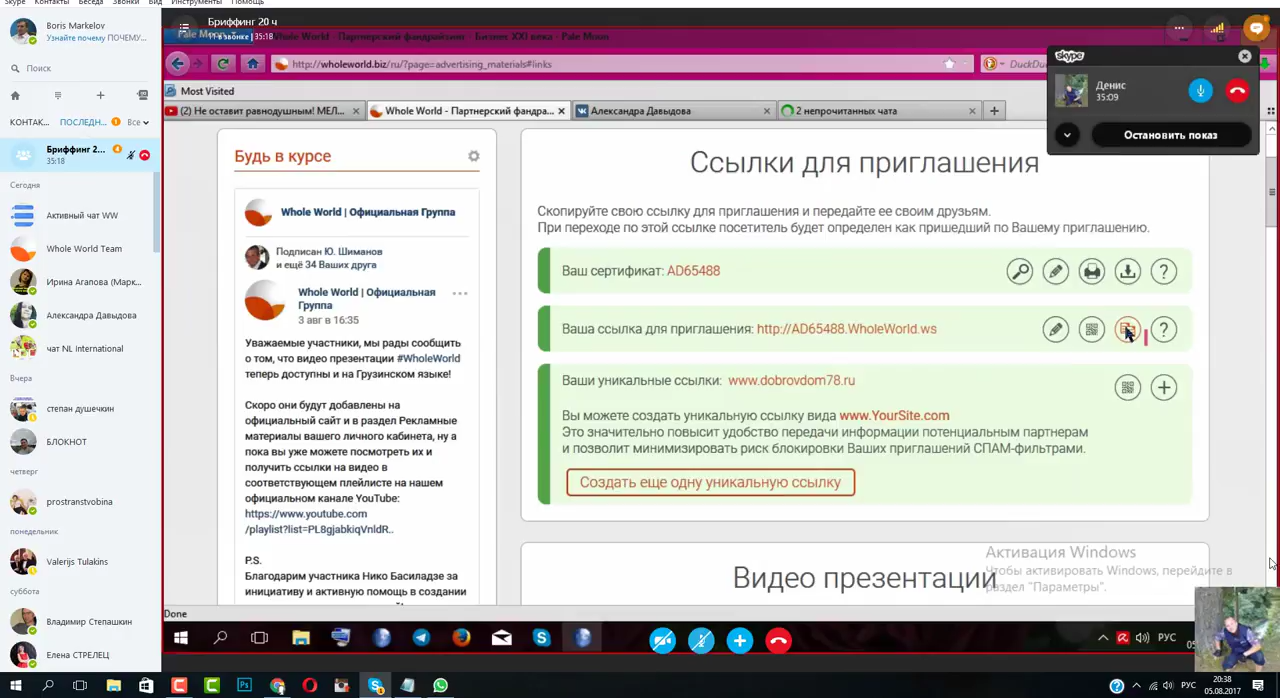 Skype Контакты Беседа Звонки Вид Инструменты Помощь
Boris Markelov
Узнайте почему ПОЧЕМУ...
Поиск
КОНТАК... ПОСЛЕДН... 1 Все
Бриффинг 2... 4
35:18
Сегодня
Активный чат WW
Whole World Team
Ирина Агапова (Марк...
Александра Давыдова
чат NL International
Вчера
степан душечкин
БЛОКНОТ
четверг
prostranstvobina
понедельник
Valerijs Tulakins
суббота
Владимир Степашкин
Елена СТРЕЛЕЦ
Бриффинг 20 ч
11 в звонке | 35:18
Pale Moon Whole World - Партнерский фандрайзинг - Бизнес XXI века - Pale Moon
http://wholeworld.biz/ru/?page=advertising_materials#links
DuckDu
Most Visited
(2) Не оставит равнодушным! МЕЛ...
Whole World - Партнерский фандра...
Александра Давыдова
2 непрочитанных чата
skype
Денис
35:09
Остановить показ
Будь в курсе
Whole World | Официальная Группа
Подписан Ю. Шиманов
и ещё 34 Ваших друга
Whole World | Официальная
Группа
3 авг в 16:35
Уважаемые участники, мы рады сообщить
о том, что видео презентации #WholeWorld
теперь доступны и на Грузинском языке!
Скоро они будут добавлены на
официальный сайт и в раздел Рекламные
материалы вашего личного кабинета, ну а
пока вы уже можете посмотреть их и
получить ссылки на видео в
соответствующем плейлисте на нашем
официальном канале YouTube:
https://www.youtube.com
/playlist?list=PL8gjabkiqVnldR..
P.S.
Благодарим участника Нико Басиладзе за
инициативу и активную помощь в создании
Ссылки для приглашения
Скопируйте свою ссылку для приглашения и передайте ее своим друзьям.
При переходе по этой ссылке посетитель будет определен как пришедший по Вашему приглашению.
Ваш сертификат: AD65488
?
Ваша ссылка для приглашения: http://AD65488.WholeWorld.ws
?
Ваши уникальные ссылки: www.dobrovdom78.ru
Вы можете создать уникальную ссылку вида www.YourSite.com
Это значительно повысит удобство передачи информации потенциальным партнерам
и позволит минимизировать риск блокировки Ваших приглашений СПАМ-фильтрами.
Создать еще одну уникальную ссылку
Видео презентации
Активация Windows
Чтобы активировать Windows, перейдите в
раздел "Параметры".
Done
РУС
РУС
20:38
05.08.2017